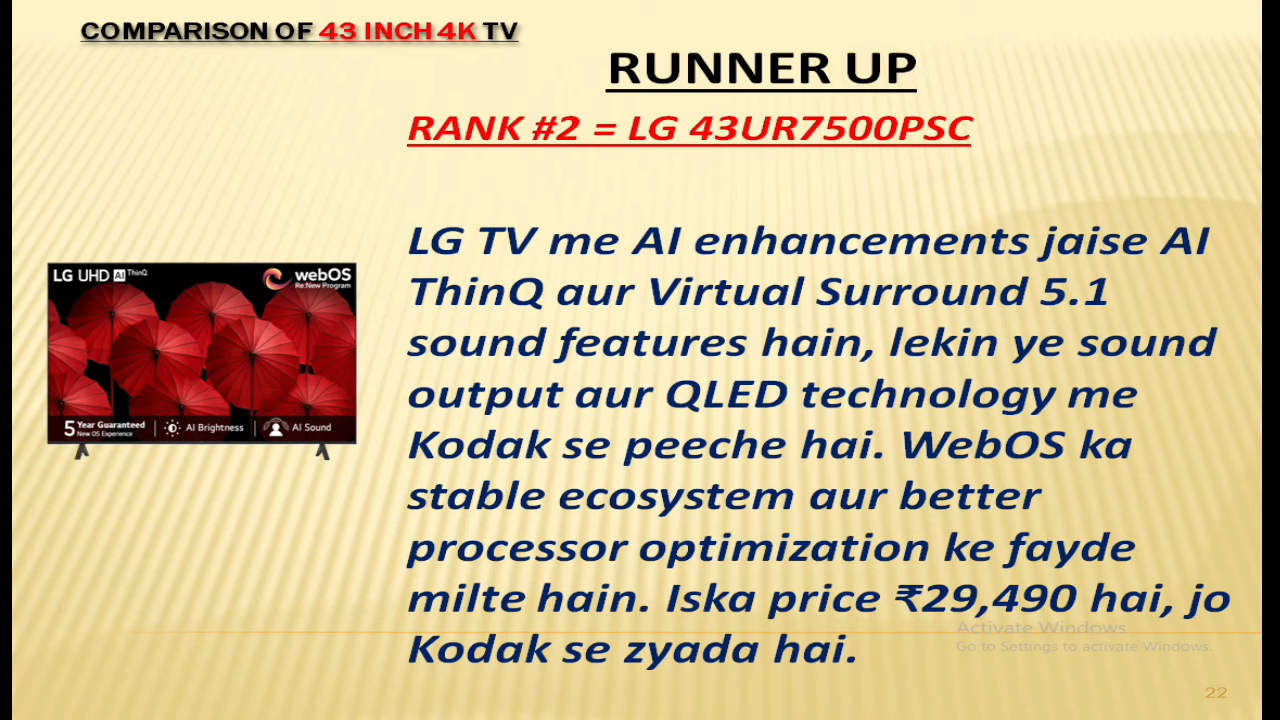 COMPARISON OF 43 INCH 4K TV
RUNNER UP
RANK #2 = LG 43UR7500PSC
LG TV me AI enhancements jaise AI
ThinQ aur Virtual Surround 5.1
sound features hain, lekin ye sound
output aur QLED technology me
Kodak se peeche hai. WebOS ka
stable ecosystem aur better
processor optimization ke fayde
milte hain. Iska price ₹29,490 hai, jo
Kodak se zyada hai.
LG UHD AI ThinQ
webOS
Re:New Program
5 Year Guaranteed
New OS Experience
AI Brightness
AI Sound
Activate Windows
Go to Settings to activate Windows.
22